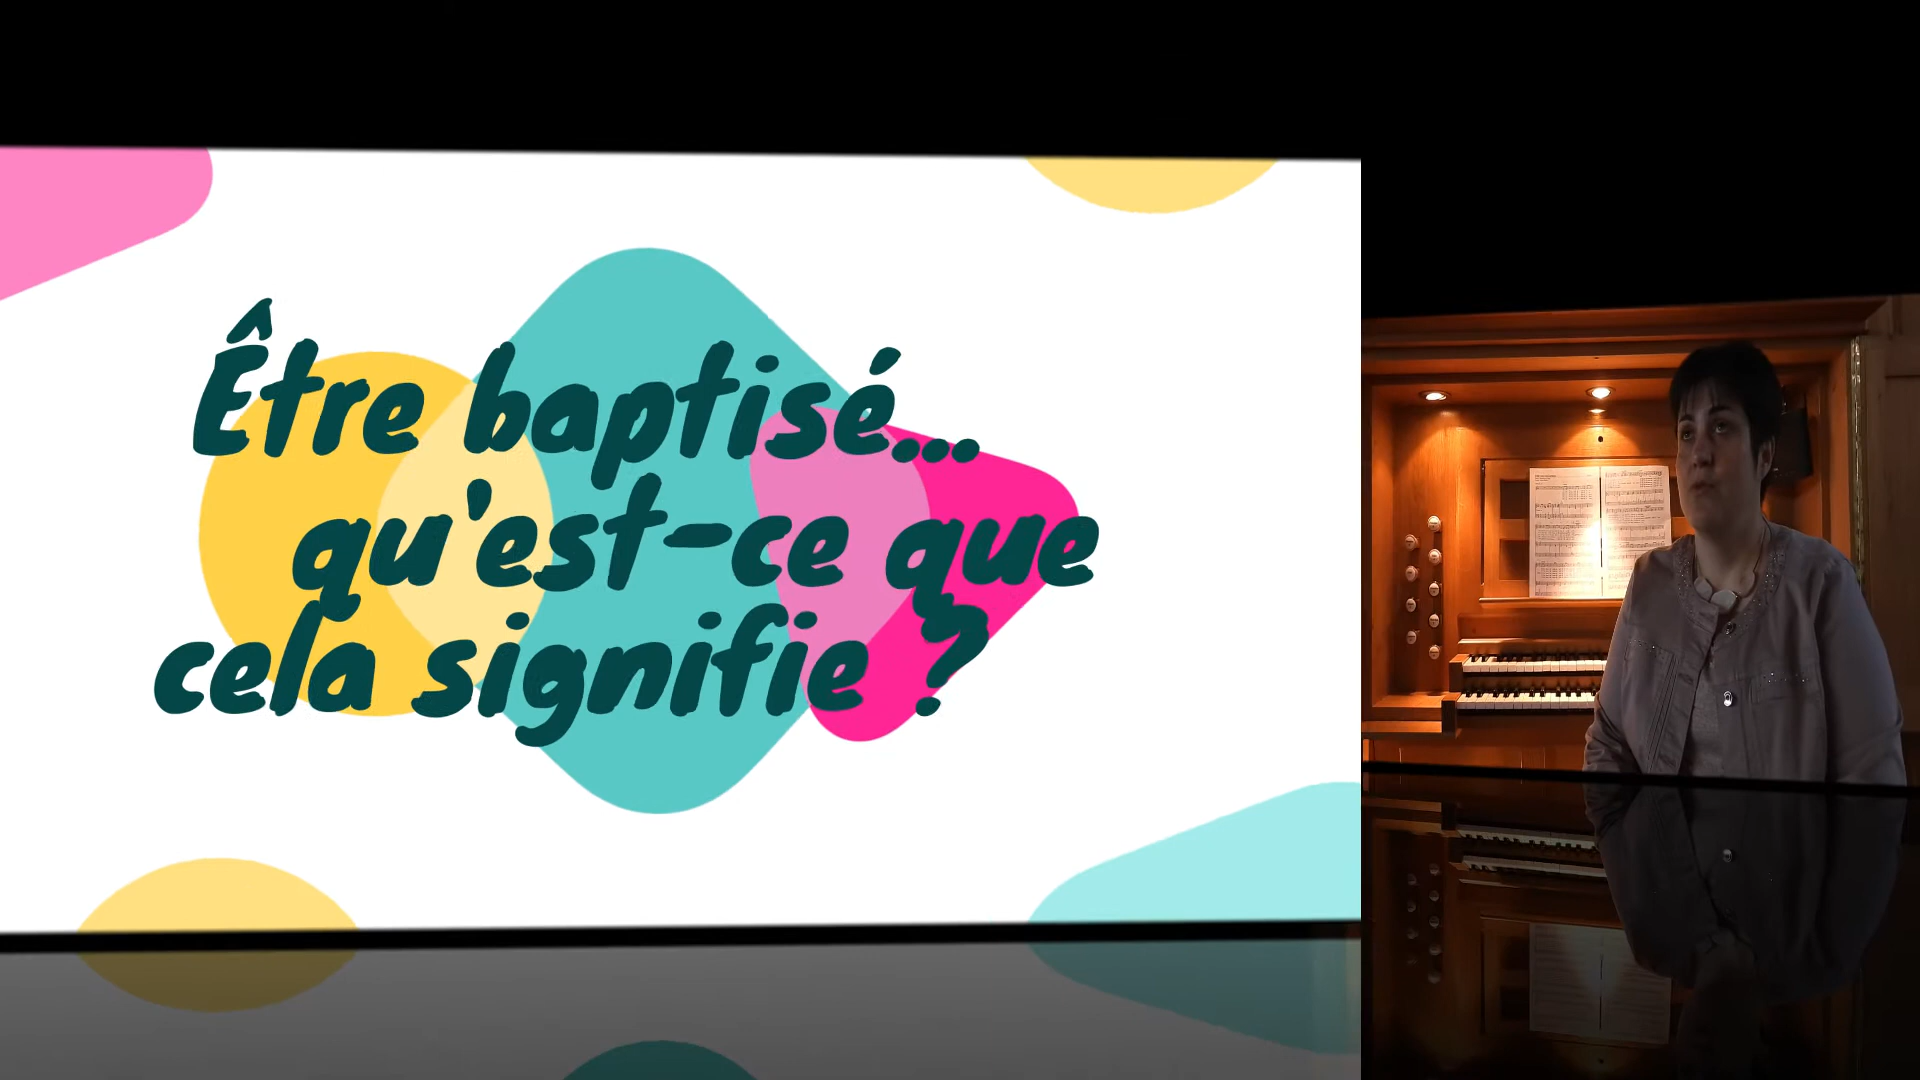 Être baptisé...
qu'est-ce que
cela signifie ?